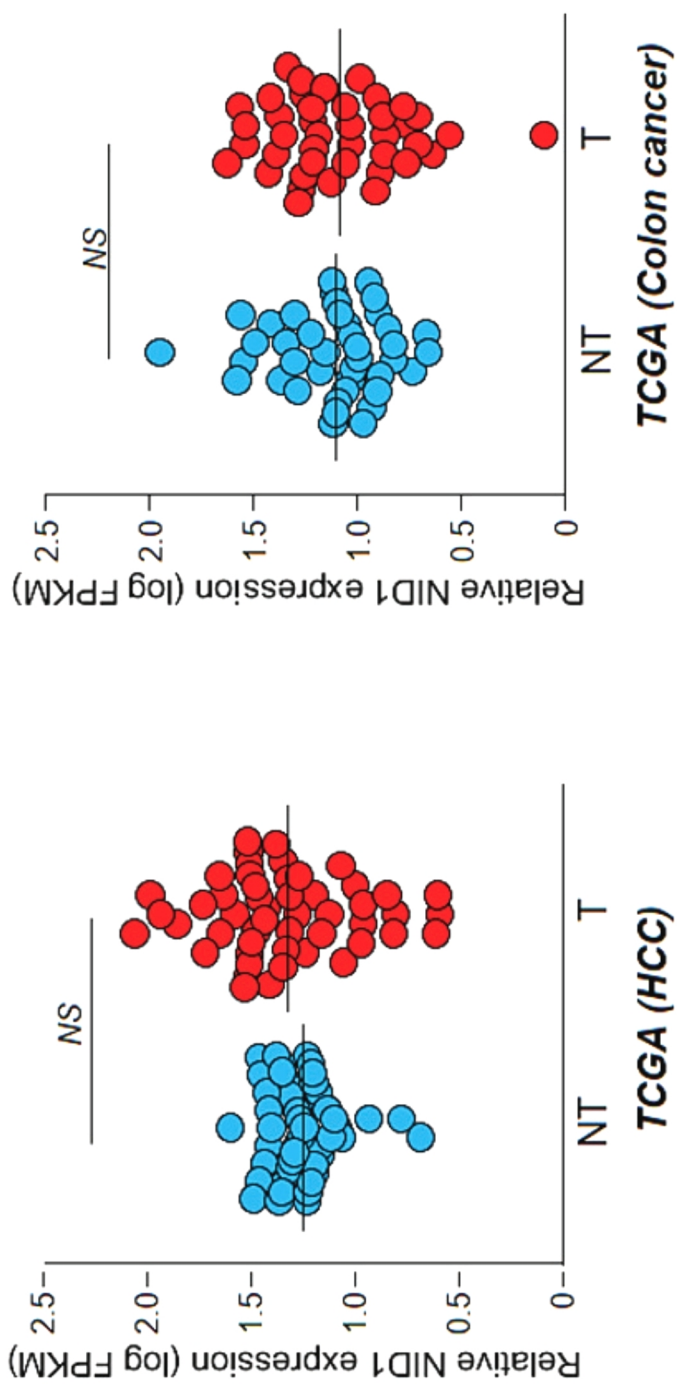 Relative NID1 expression (log FPKM)
2.5
2.0
1.5
1.0
0.5
0
NS
NT
T
TCGA (HCC)
Relative NID1 expression (log FPKM)
2.5
2.0
1.5
1.0
0.5
0
NS
NT
T
TCGA (Colon cancer)